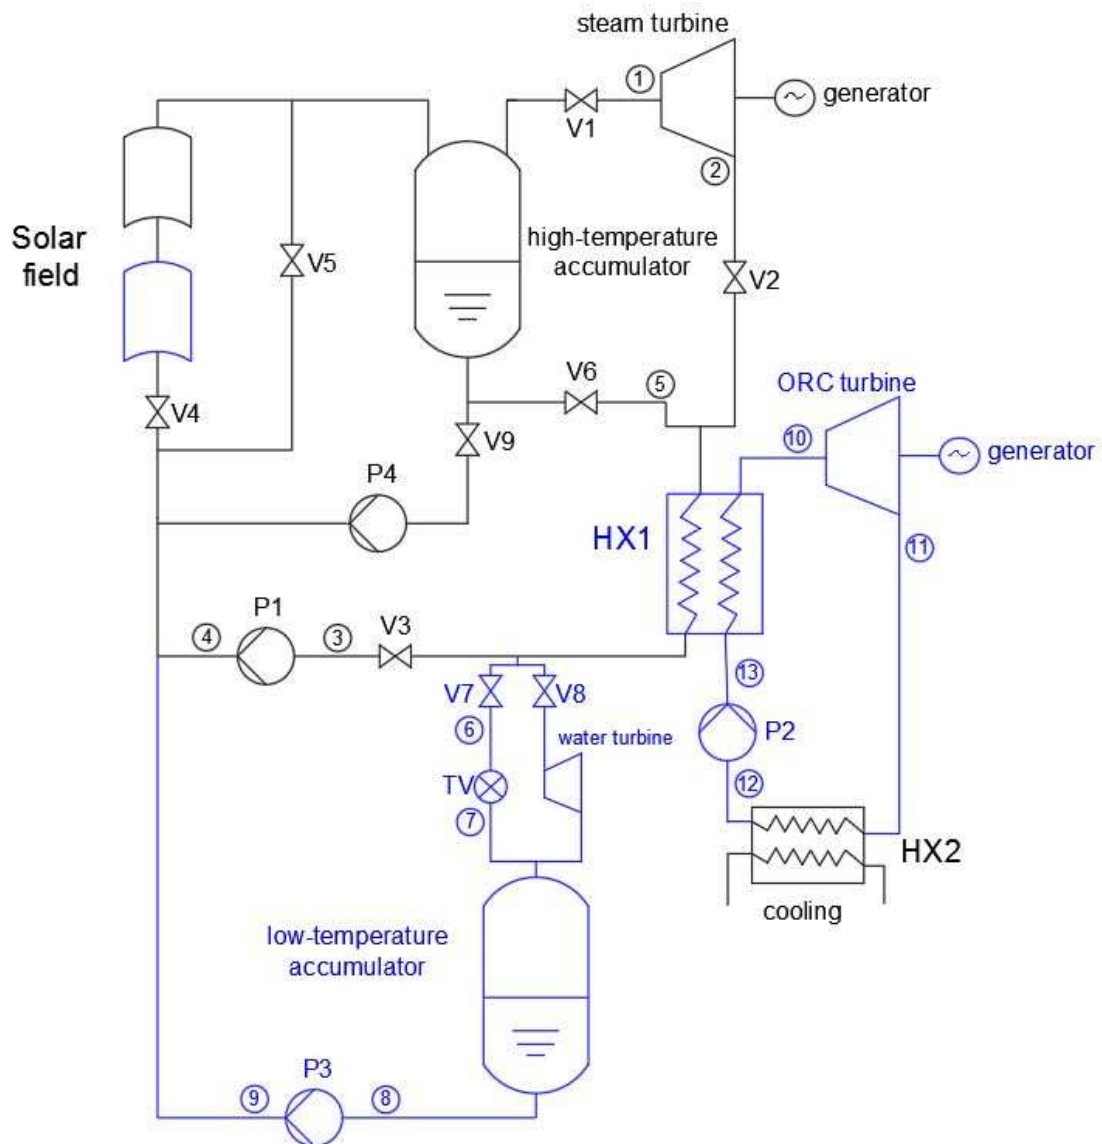 steam turbine
①
generator
V1
②
Solar
field
V5
high-temperature
accumulator
V2
V6
⑤
ORC turbine
V4
V9
⑩
generator
P4
HX1
⑪
P1
④
③
V3
V7
V8
⑬
⑥
water turbine
P2
TV
⑫
⑦
HX2
cooling
low-temperature
accumulator
P3
⑨
⑧